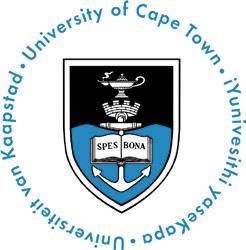 University of Cape Town · iYunivesithi yaseKapa · Universiteit van Kaapstad ·
SPES BONA